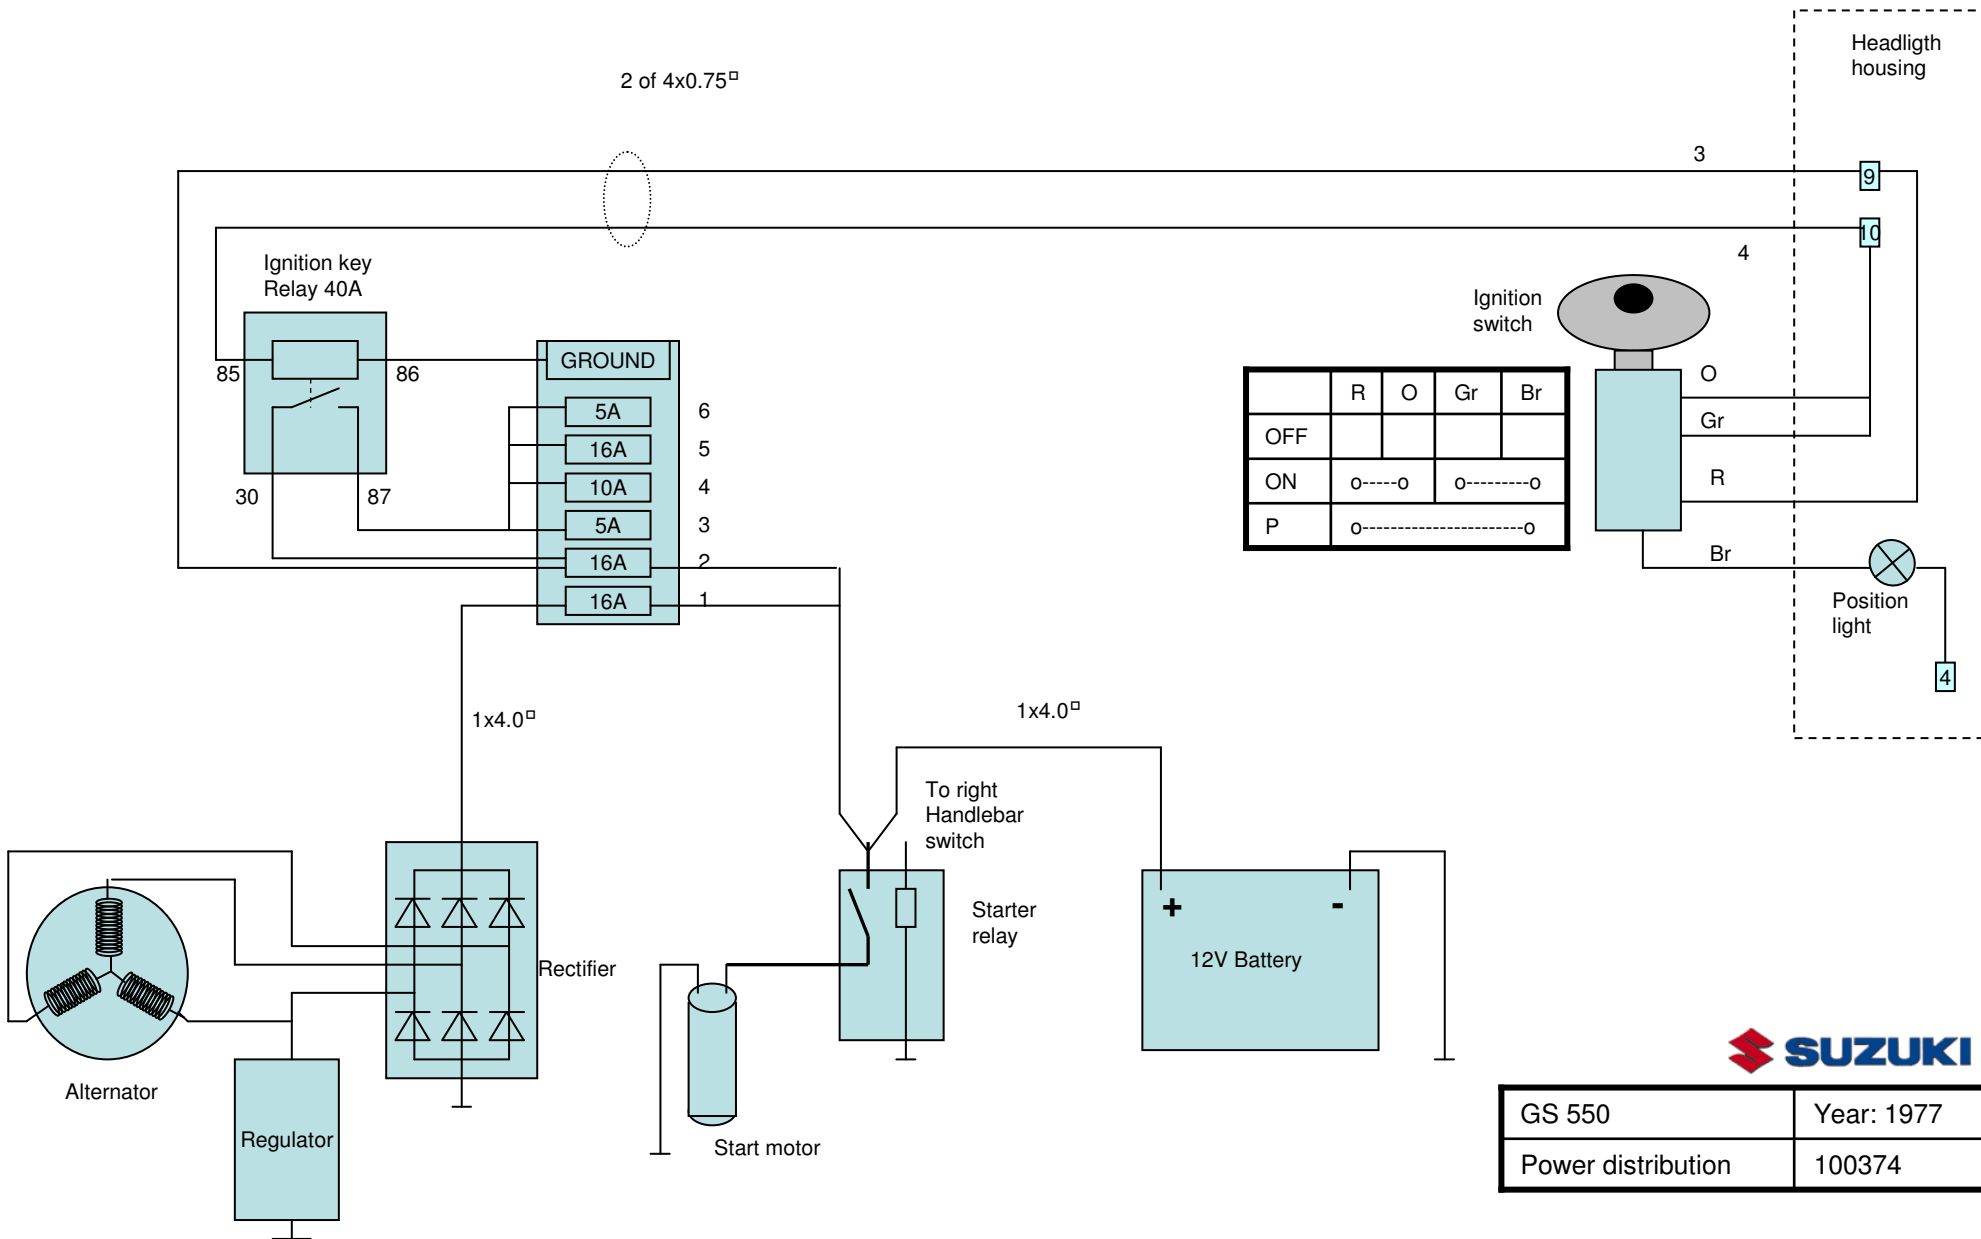 Headligth
housing
2 of 4x0.75□
3
9
10
4
Ignition key
Relay 40A
Ignition
switch
85
86
GROUND
5A 6
16A 5
10A 4
5A 3
16A 2
16A 1
30
87
R O Gr Br
OFF
ON o-----o o---------o
P o-----------------------o
O
Gr
R
Br
Position
light
4
1x4.0□
1x4.0□
To right
Handlebar
switch
Starter
relay
+ -
12V Battery
Rectifier
Alternator
Regulator
Start motor
SUZUKI
GS 550 Year: 1977
Power distribution 100374